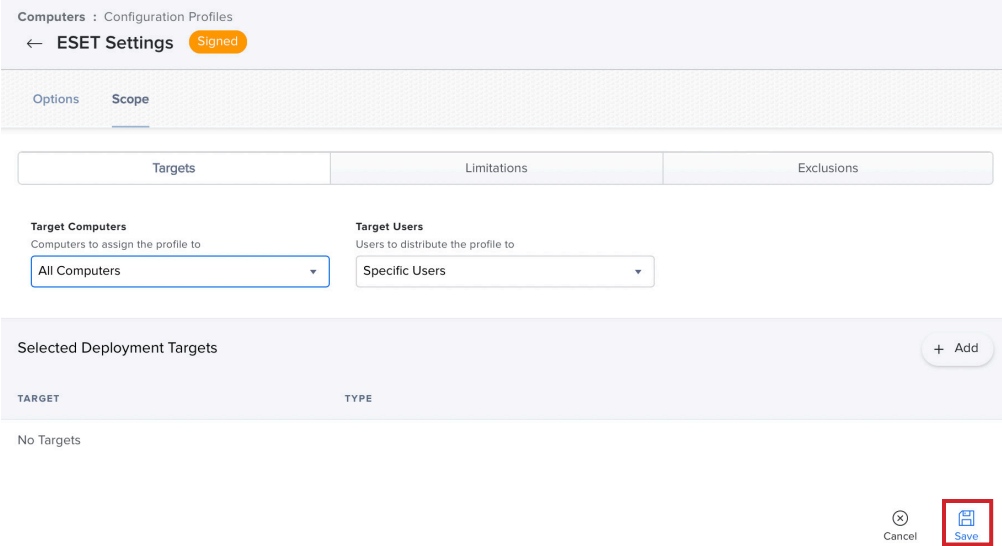 Computers : Configuration Profiles
← ESET Settings Signed
Options Scope
Targets Limitations Exclusions
Target Computers Target Users
Computers to assign the profile to Users to distribute the profile to
All Computers Specific Users
Selected Deployment Targets + Add
TARGET TYPE
No Targets
Cancel Save